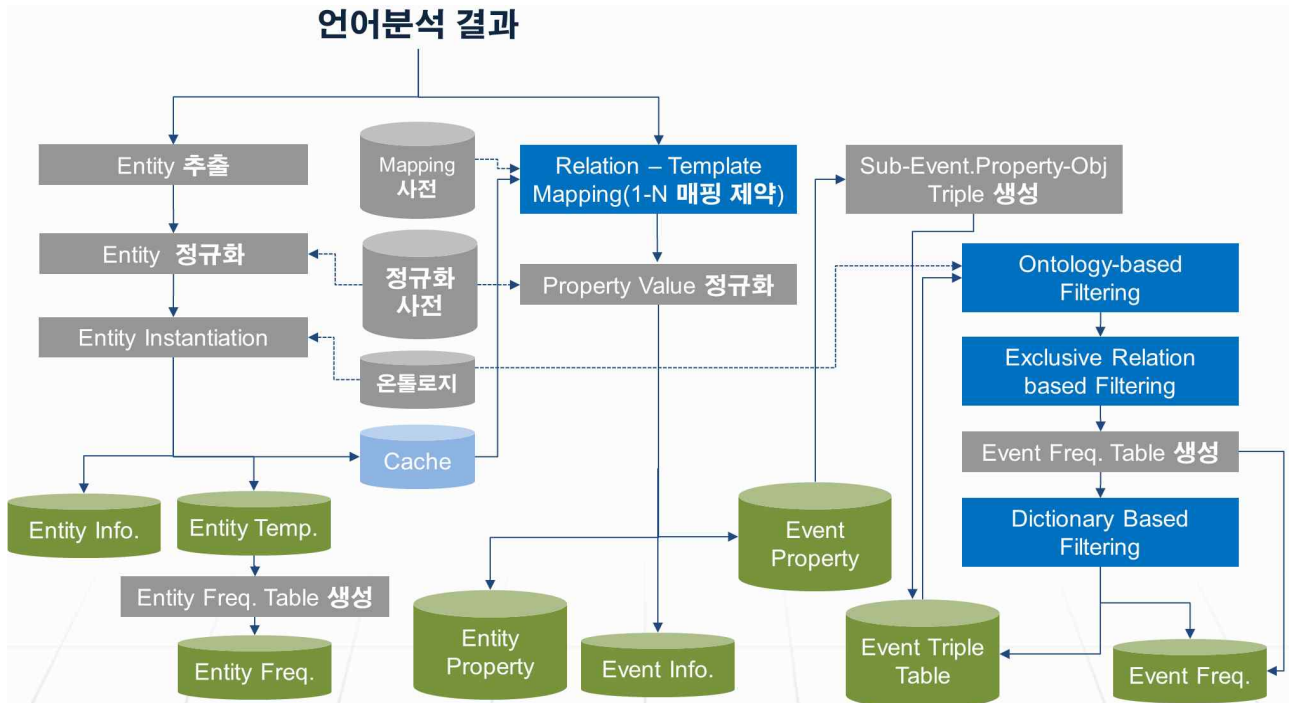 언어분석 결과
Entity 추출
Entity 정규화
Entity Instantiation
Mapping
사전
정규화
사전
온톨로지
Cache
Relation – Template
Mapping(1-N 매핑 제약)
Property Value 정규화
Sub-Event.Property-Obj
Triple 생성
Ontology-based
Filtering
Exclusive Relation
based Filtering
Event Freq. Table 생성
Dictionary Based
Filtering
Entity Info.
Entity Temp.
Entity Freq. Table 생성
Entity Freq.
Entity
Property
Event Info.
Event
Property
Event Triple
Table
Event Freq.